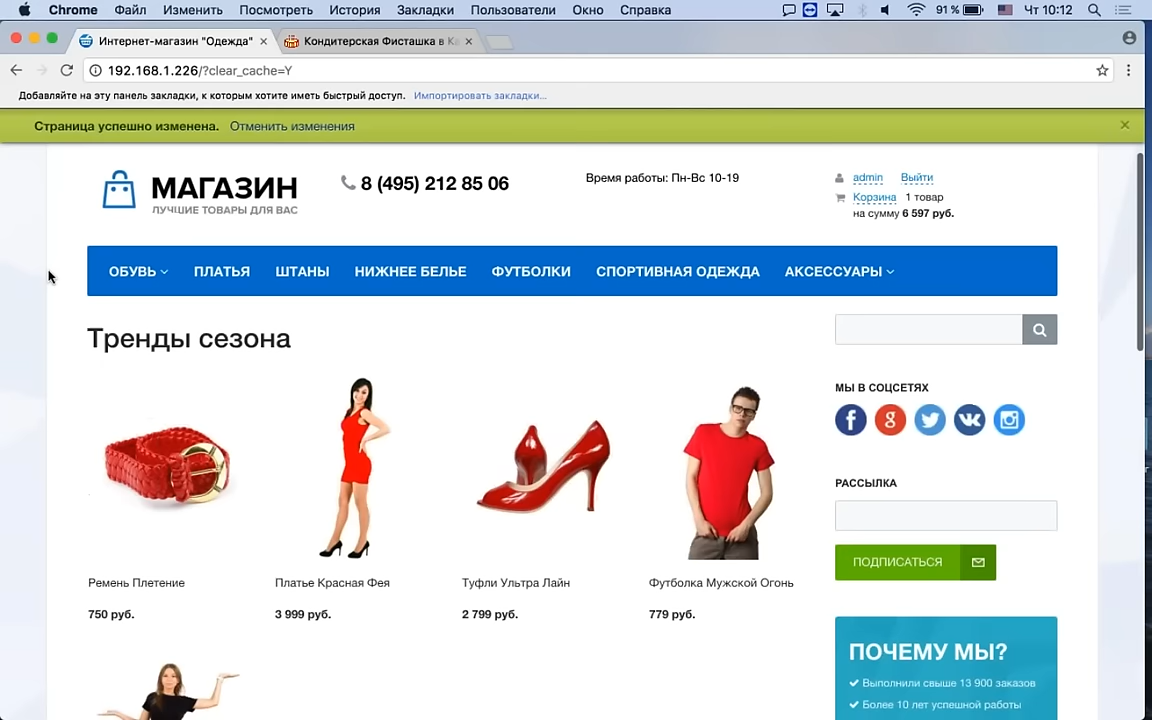 Chrome Файл Изменить Посмотреть История Закладки Пользователи Окно Справка 91 % Чт 10:12
Интернет-магазин "Одежда" Кондитерская Фисташка в Ка
192.168.1.226/?clear_cache=Y
Добавляйте на эту панель закладки, к которым хотите иметь быстрый доступ. Импортировать закладки...
Страница успешно изменена. Отменить изменения
МАГАЗИН
ЛУЧШИЕ ТОВАРЫ ДЛЯ ВАС
8 (495) 212 85 06
Время работы: Пн-Вс 10-19
admin Выйти
Корзина 1 товар
на сумму 6 597 руб.
ОБУВЬ ПЛАТЬЯ ШТАНЫ НИЖНЕЕ БЕЛЬЕ ФУТБОЛКИ СПОРТИВНАЯ ОДЕЖДА АКСЕССУАРЫ
Тренды сезона
Ремень Плетение
750 руб.
Платье Красная Фея
3 999 руб.
Туфли Ультра Лайн
2 799 руб.
Футболка Мужской Огонь
779 руб.
МЫ В СОЦСЕТЯХ
РАССЫЛКА
ПОДПИСАТЬСЯ
ПОЧЕМУ МЫ?
Выполнили свыше 13 900 заказов
Более 10 лет успешной работы